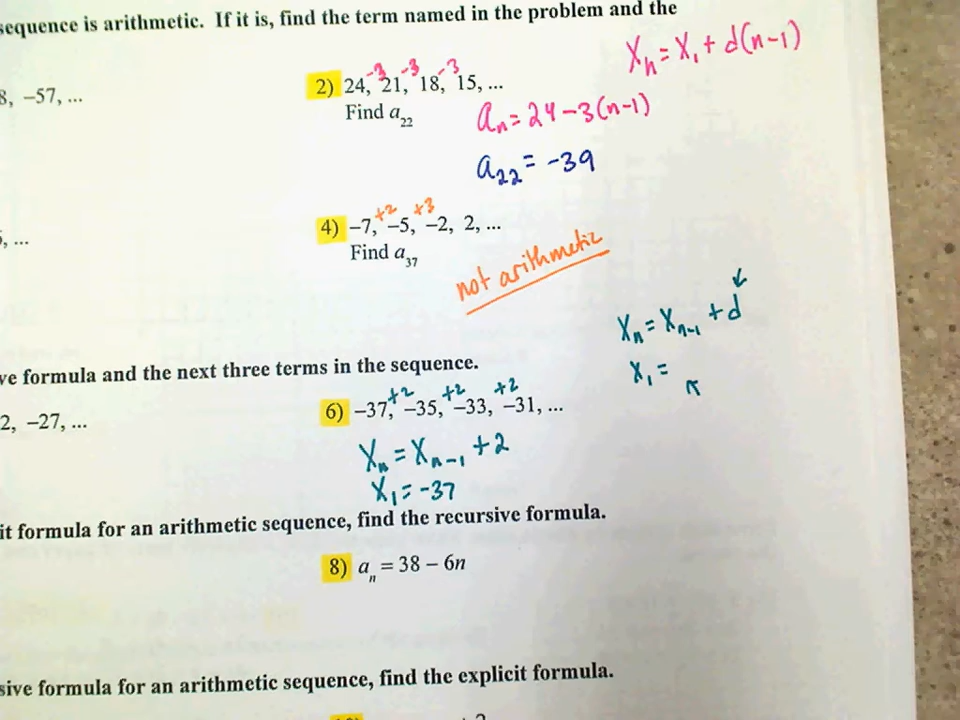 sequence is arithmetic. If it is, find the term named in the problem and the
Xn = X1 + d(n-1)
-3 -3 -3
8, −57, ... 2) 24, 21, 18, 15, ...
Find a22
an = 24 - 3(n-1)
a22 = -39
+2 +3
, ... 4) −7, −5, −2, 2, ...
Find a37
not arithmetic
Xn = Xn-1 + d
X1 =
formula and the next three terms in the sequence.
+2 +2 +2
2, −27, ... 6) −37, −35, −33, −31, ...
Xn = Xn-1 + 2
X1 = -37
it formula for an arithmetic sequence, find the recursive formula.
8) an = 38 − 6n
sive formula for an arithmetic sequence, find the explicit formula.